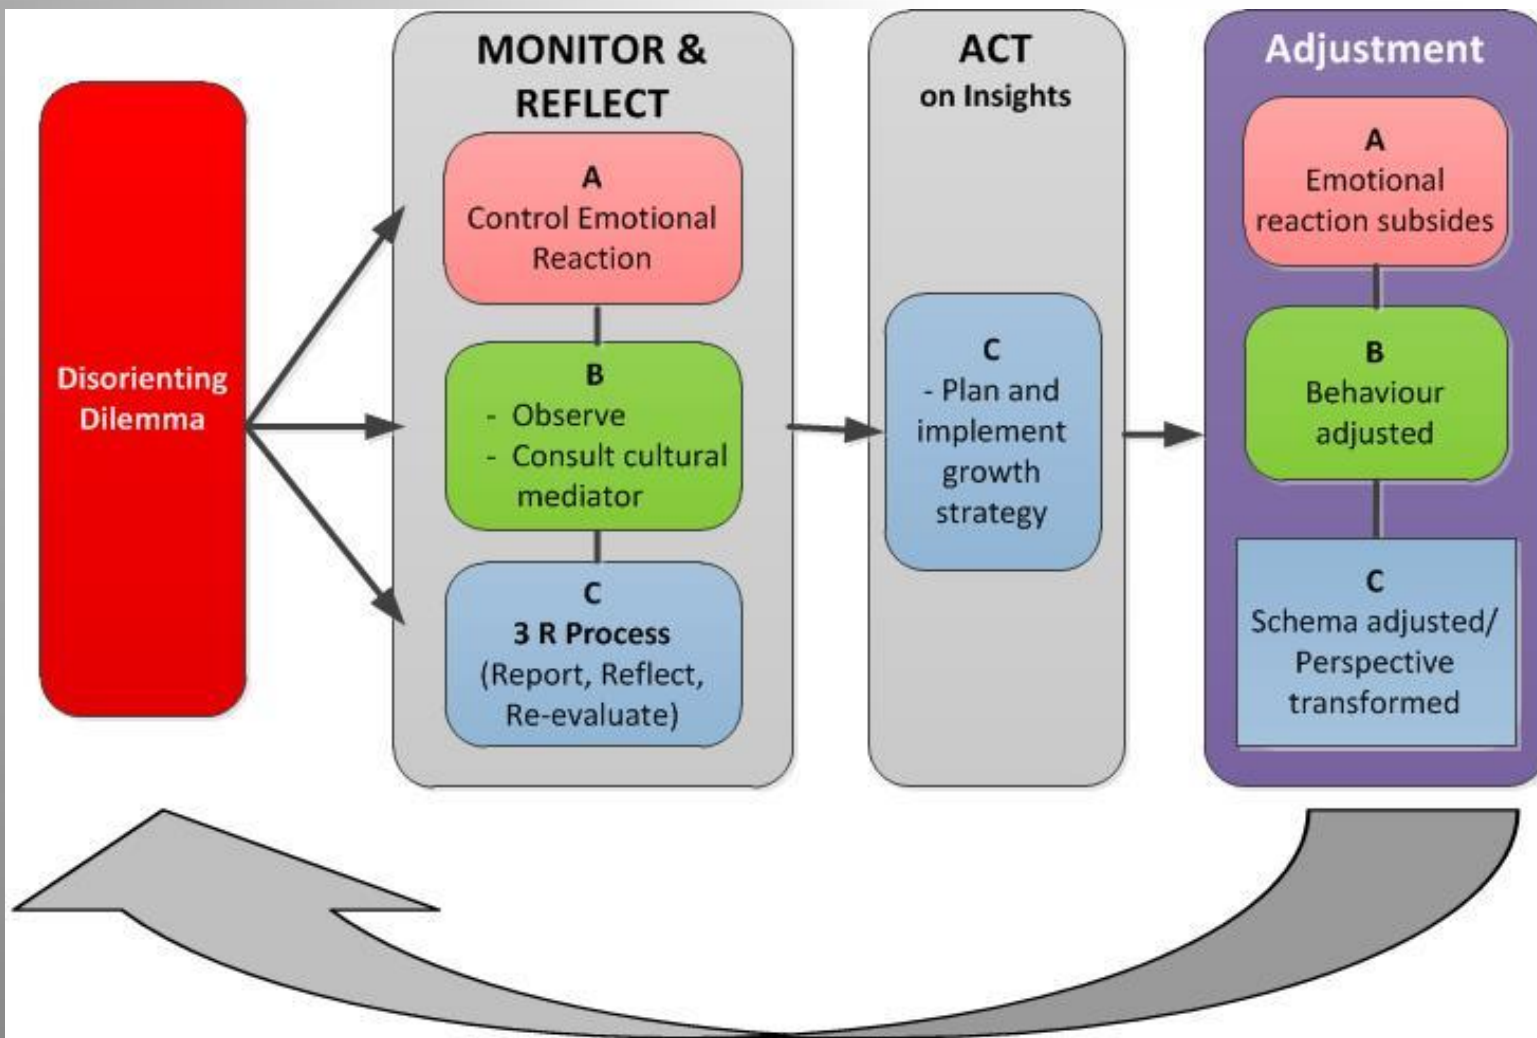 Disorienting
Dilemma
MONITOR &
REFLECT
A
Control Emotional
Reaction
B
- Observe
- Consult cultural
mediator
C
3 R Process
(Report, Reflect,
Re-evaluate)
ACT
on Insights
C
- Plan and
implement
growth
strategy
Adjustment
A
Emotional
reaction subsides
B
Behaviour
adjusted
C
Schema adjusted/
Perspective
transformed